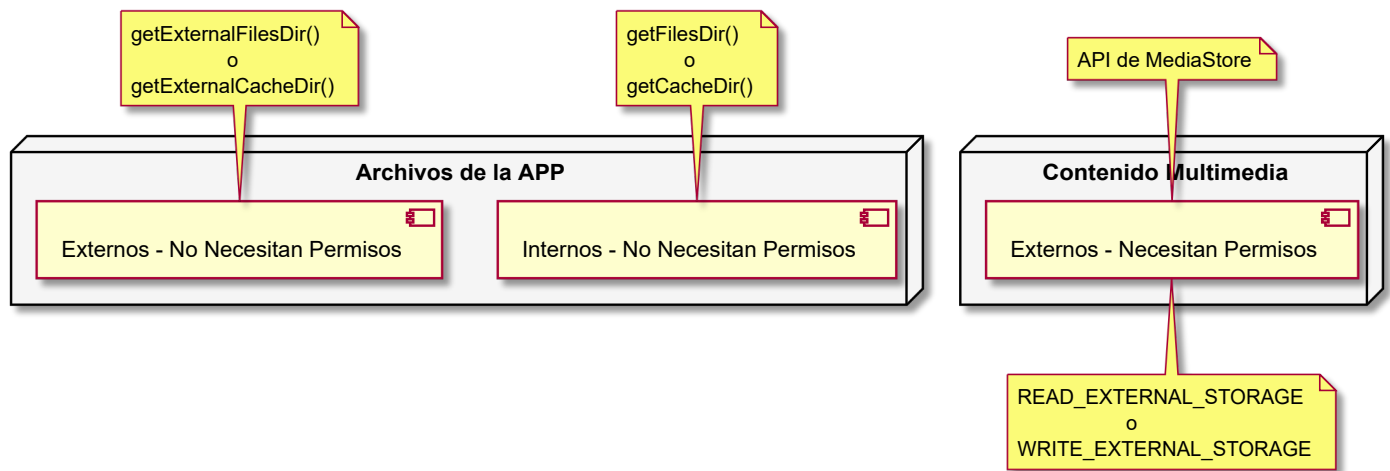 getExternalFilesDir()
o
getExternalCacheDir()
getFilesDir()
o
getCacheDir()
API de MediaStore
Archivos de la APP
Contenido Multimedia
Externos - No Necesitan Permisos
Internos - No Necesitan Permisos
Externos - Necesitan Permisos
READ_EXTERNAL_STORAGE
o
WRITE_EXTERNAL_STORAGE